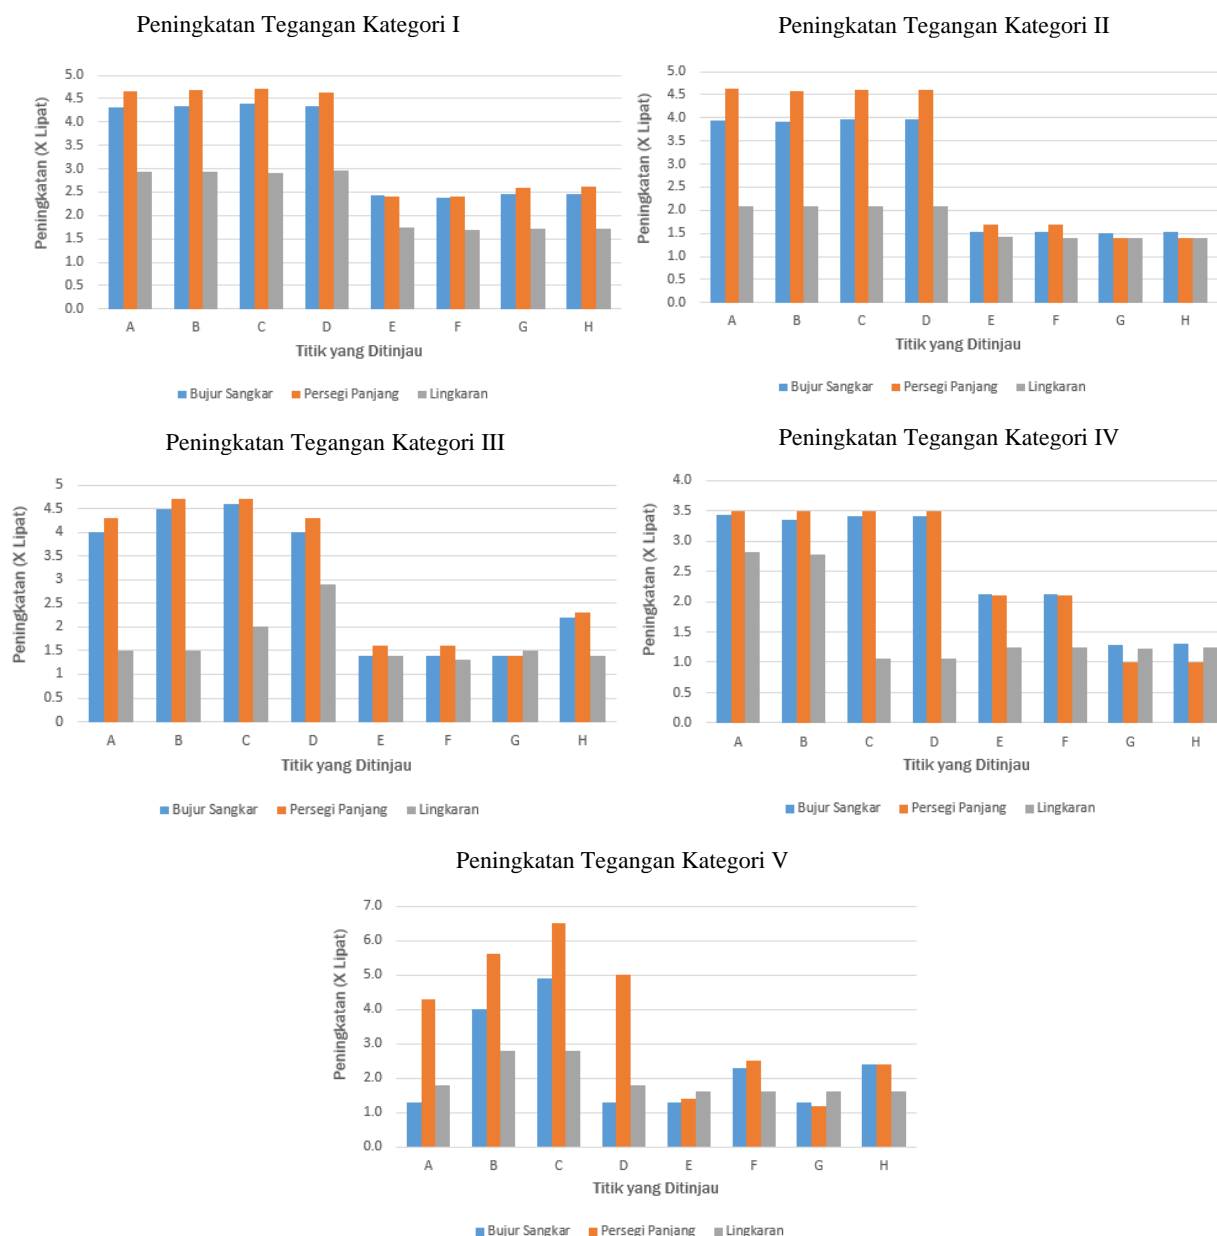 Peningkatan Tegangan Kategori I
Peningkatan (X Lipat)
5.0
4.5
4.0
3.5
3.0
2.5
2.0
1.5
1.0
0.5
0.0
A B C D E F G H
Titik yang Ditinjau
Bujur Sangkar Persegi Panjang Lingkaran
Peningkatan Tegangan Kategori II
Peningkatan (X Lipat)
5.0
4.5
4.0
3.5
3.0
2.5
2.0
1.5
1.0
0.5
0.0
A B C D E F G H
Titik yang Ditinjau
Bujur Sangkar Persegi Panjang Lingkaran
Peningkatan Tegangan Kategori III
Peningkatan (X Lipat)
5
4.5
4
3.5
3
2.5
2
1.5
1
0.5
0
A B C D E F G H
Titik yang Ditinjau
Bujur Sangkar Persegi Panjang Lingkaran
Peningkatan Tegangan Kategori IV
Peningkatan (X Lipat)
4.0
3.5
3.0
2.5
2.0
1.5
1.0
0.5
0.0
A B C D E F G H
Titik yang Ditinjau
Bujur Sangkar Persegi Panjang Lingkaran
Peningkatan Tegangan Kategori V
Peningkatan (X Lipat)
7.0
6.0
5.0
4.0
3.0
2.0
1.0
0.0
A B C D E F G H
Titik yang Ditinjau
Bujur Sangkar Persegi Panjang Lingkaran